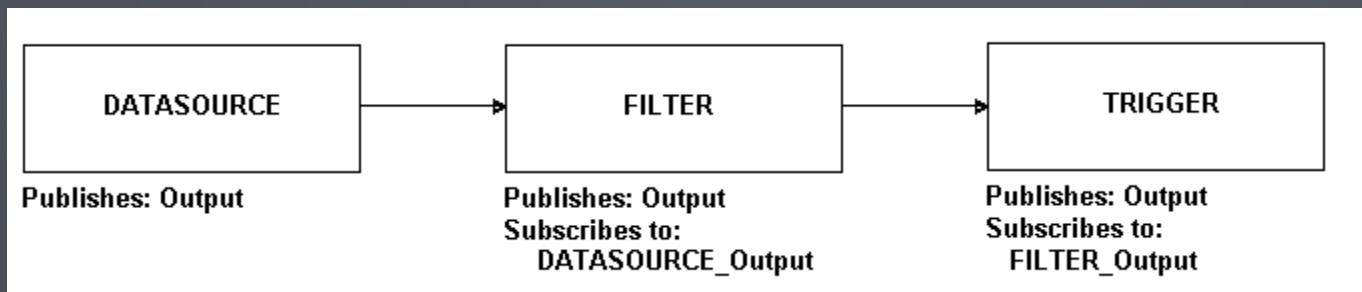 DATASOURCE
Publishes: Output
FILTER
Publishes: Output
Subscribes to:
DATASOURCE_Output
TRIGGER
Publishes: Output
Subscribes to:
FILTER_Output